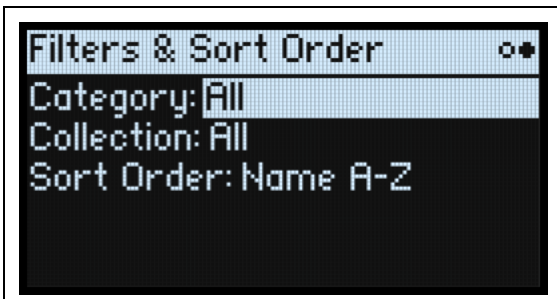 Filters & Sort Order
Category: All
Collection: All
Sort Order: Name A-Z